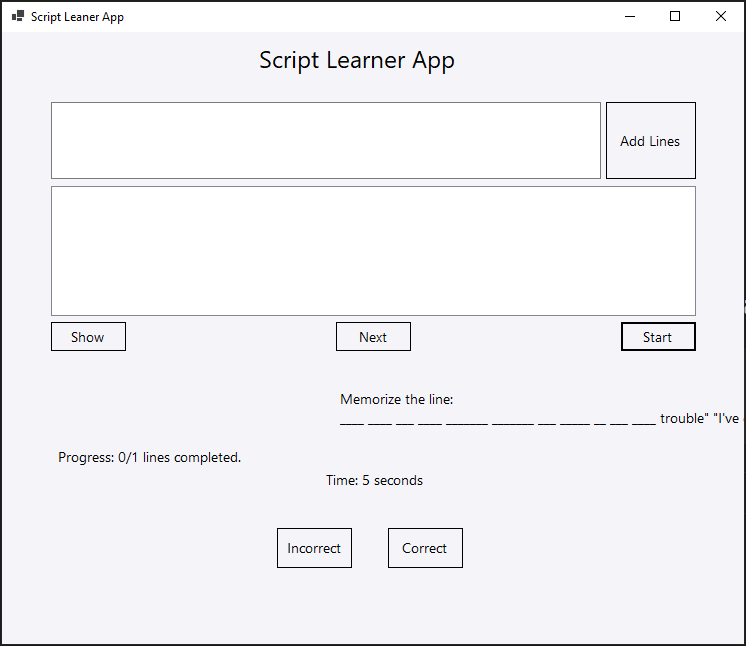 Script Leaner App
Script Learner App
Add Lines
Show
Next
Start
Memorize the line:
____ ____ ___ ____ _______ _______ ___ _____ __ ___ ____ trouble" "I've
Progress: 0/1 lines completed.
Time: 5 seconds
Incorrect
Correct